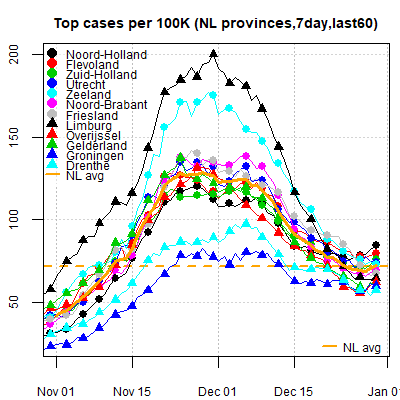 Top cases per 100K (NL provinces,7day,last60)
200
150
100
50
Noord-Holland
Flevoland
Zuid-Holland
Utrecht
Zeeland
Noord-Brabant
Friesland
Limburg
Overijssel
Gelderland
Groningen
Drenthe
NL avg
NL avg
Nov 01
Nov 15
Dec 01
Dec 15
Jan 01